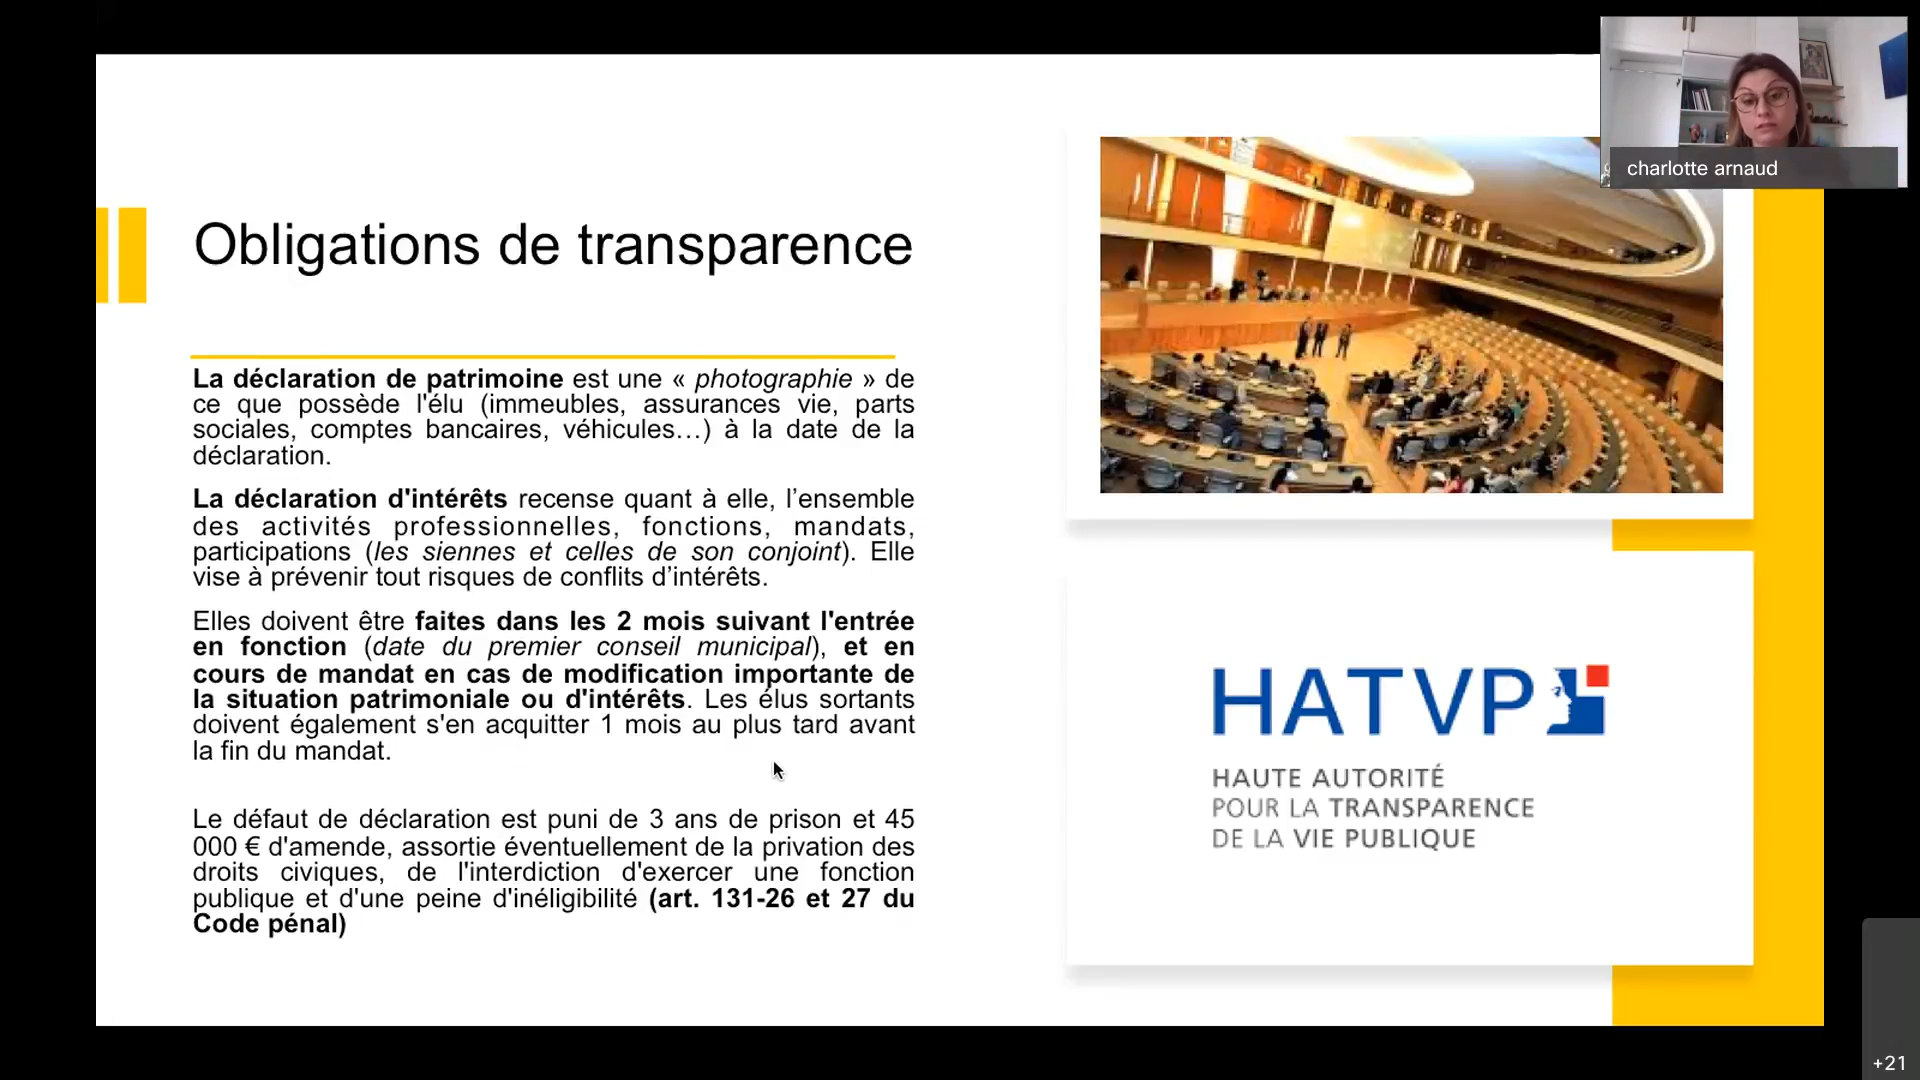 charlotte arnaud
Obligations de transparence
La déclaration de patrimoine est une « photographie » de
ce que possède l'élu (immeubles, assurances vie, parts
sociales, comptes bancaires, véhicules…) à la date de la
déclaration.
La déclaration d'intérêts recense quant à elle, l’ensemble
des activités professionnelles, fonctions, mandats,
participations (les siennes et celles de son conjoint). Elle
vise à prévenir tout risques de conflits d’intérêts.
Elles doivent être faites dans les 2 mois suivant l'entrée
en fonction (date du premier conseil municipal), et en
cours de mandat en cas de modification importante de
la situation patrimoniale ou d'intérêts. Les élus sortants
doivent également s'en acquitter 1 mois au plus tard avant
la fin du mandat.
Le défaut de déclaration est puni de 3 ans de prison et 45
000 € d'amende, assortie éventuellement de la privation des
droits civiques, de l'interdiction d'exercer une fonction
publique et d'une peine d'inéligibilité (art. 131-26 et 27 du
Code pénal)
HATVP
HAUTE AUTORITÉ
POUR LA TRANSPARENCE
DE LA VIE PUBLIQUE
+21